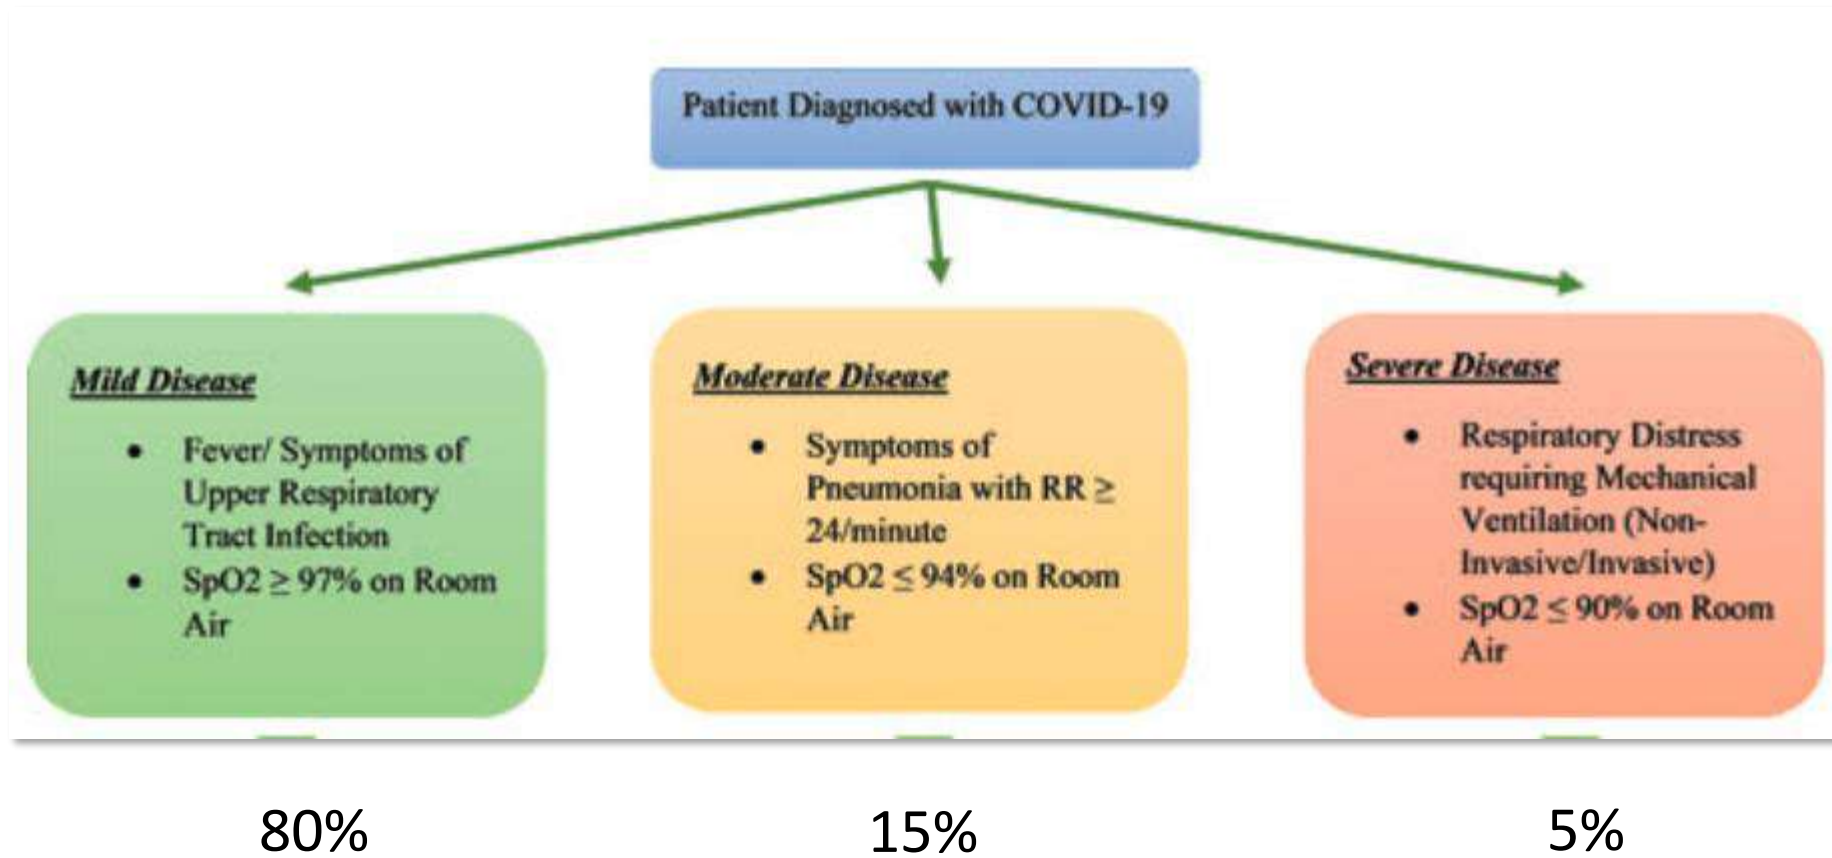 Patient Diagnosed with COVID-19
Mild Disease
• Fever/ Symptoms of
Upper Respiratory
Tract Infection
• SpO2 ≥ 97% on Room
Air
Moderate Disease
• Symptoms of
Pneumonia with RR ≥
24/minute
• SpO2 ≤ 94% on Room
Air
Severe Disease
• Respiratory Distress
requiring Mechanical
Ventilation (Non-
Invasive/Invasive)
• SpO2 ≤ 90% on Room
Air
80%
15%
5%